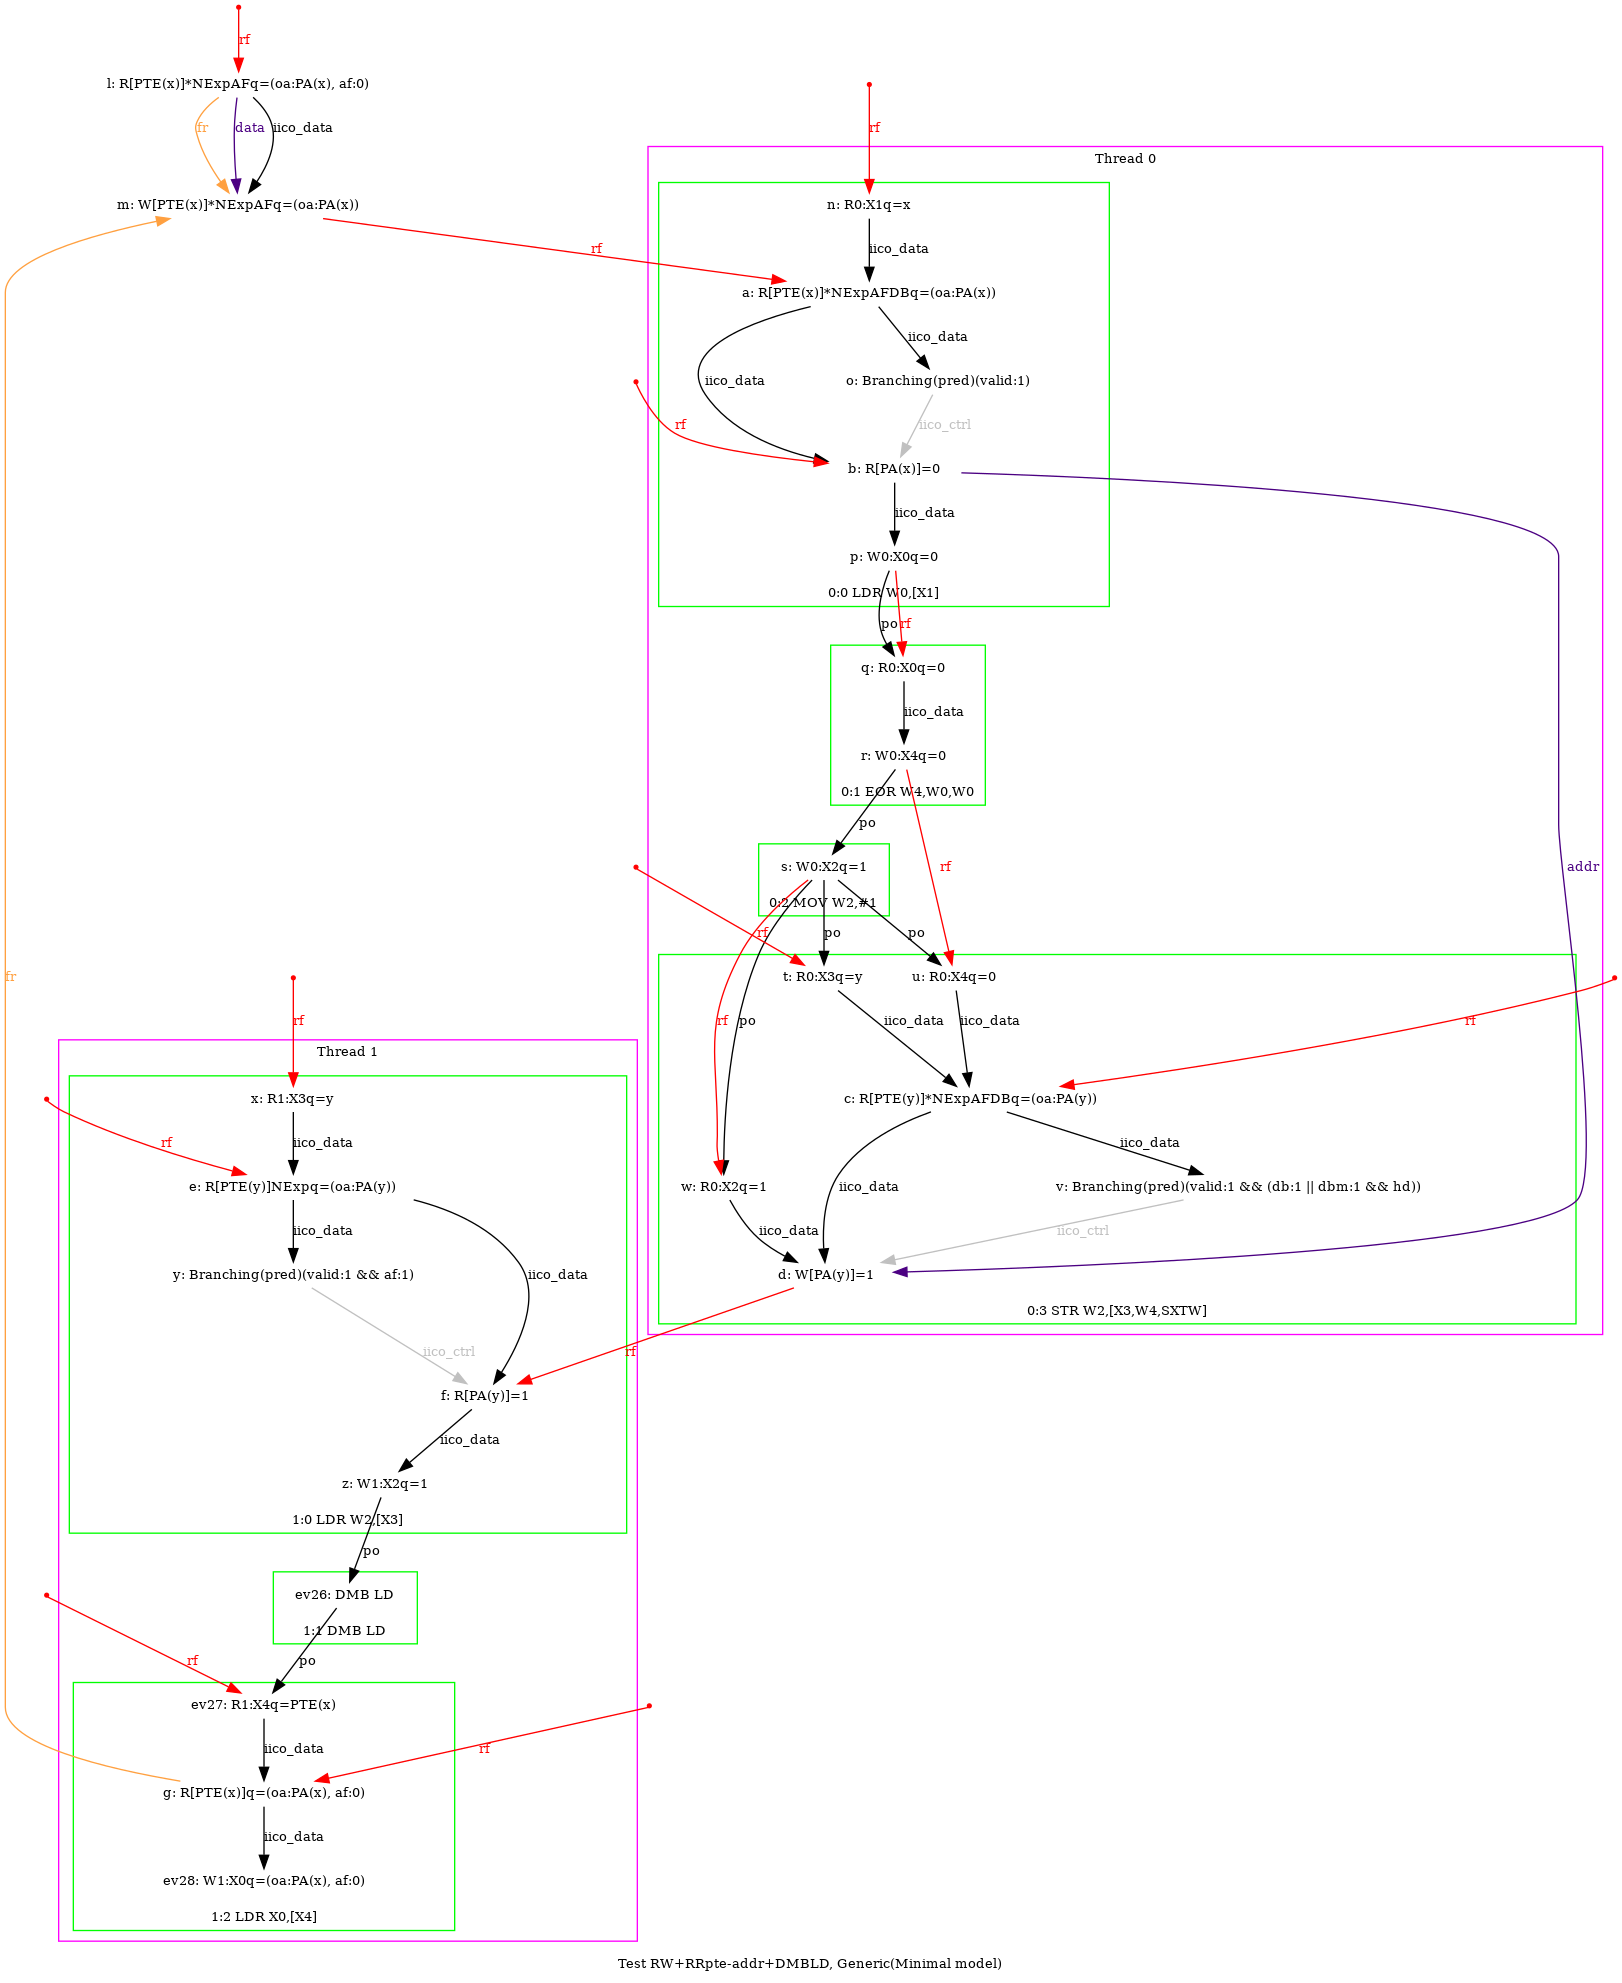 rf
l: R[PTE(x)]*NExpAFq=(oa:PA(x), af:0)
fr
data
iico_data
rf
Thread 0
m: W[PTE(x)]*NExpAFq=(oa:PA(x))
n: R0:X1q=x
rf
iico_data
a: R[PTE(x)]*NExpAFDBq=(oa:PA(x))
iico_data
iico_data
o: Branching(pred)(valid:1)
rf
iico_ctrl
b: R[PA(x)]=0
iico_data
p: W0:X0q=0
0:0 LDR W0,[X1]
po
rf
q: R0:X0q=0
iico_data
r: W0:X4q=0
0:1 EOR W4,W0,W0
po
rf
addr
s: W0:X2q=1
0:2 MOV W2,#1
rf
po
po
fr
t: R0:X3q=y
u: R0:X4q=0
rf
rf
po
iico_data
iico_data
rf
Thread 1
x: R1:X3q=y
c: R[PTE(y)]*NExpAFDBq=(oa:PA(y))
rf
iico_data
iico_data
e: R[PTE(y)]NExpq=(oa:PA(y))
w: R0:X2q=1
iico_data
v: Branching(pred)(valid:1 && (db:1 || dbm:1 && hd))
iico_data
iico_data
iico_ctrl
y: Branching(pred)(valid:1 && af:1)
iico_data
d: W[PA(y)]=1
0:3 STR W2,[X3,W4,SXTW]
iico_ctrl
rf
f: R[PA(y)]=1
iico_data
z: W1:X2q=1
1:0 LDR W2,[X3]
po
ev26: DMB LD
1:1 DMB LD
rf
po
ev27: R1:X4q=PTE(x)
iico_data
rf
g: R[PTE(x)]q=(oa:PA(x), af:0)
iico_data
ev28: W1:X0q=(oa:PA(x), af:0)
1:2 LDR X0,[X4]
Test RW+RRpte-addr+DMBLD, Generic(Minimal model)